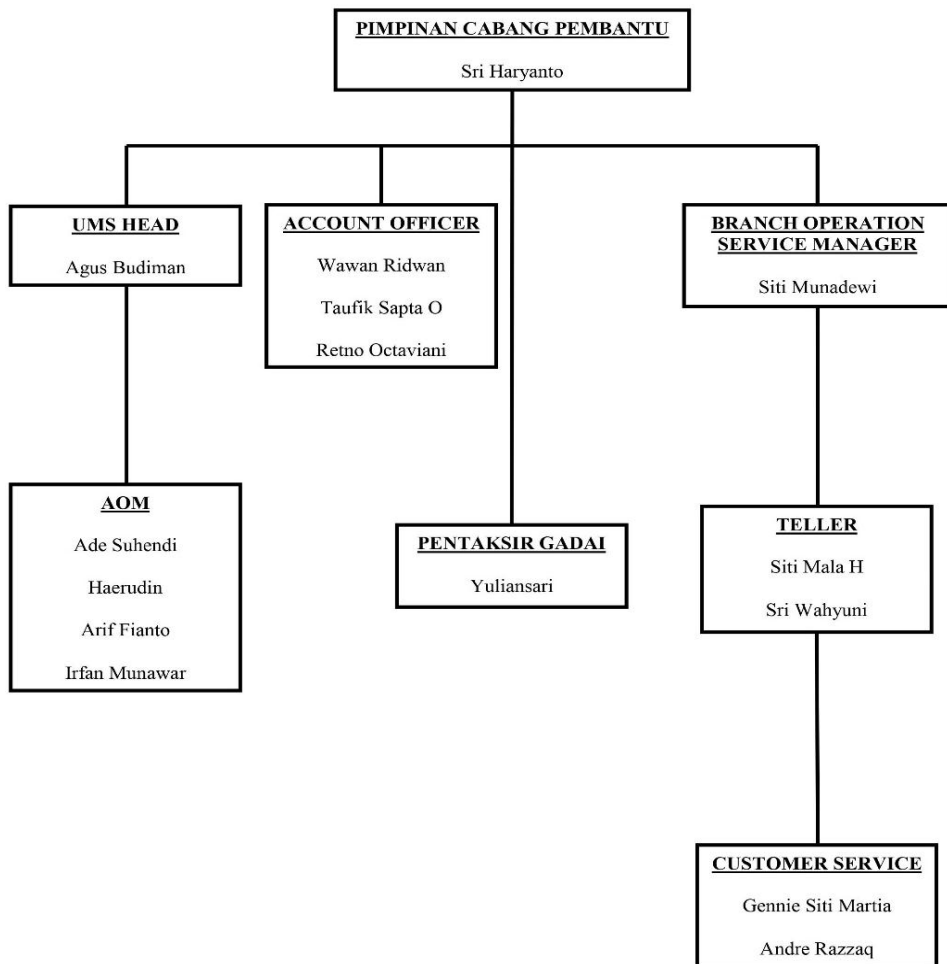 PIMPINAN CABANG PEMBANTU
Sri Haryanto
UMS HEAD
Agus Budiman
ACCOUNT OFFICER
Wawan Ridwan
Taufik Sapta O
Retno Octaviani
BRANCH OPERATION
SERVICE MANAGER
Siti Munadewi
AOM
Ade Suhendi
Haerudin
Arif Fianto
Irfan Munawar
PENTAKSIR GADAI
Yuliansari
TELLER
Siti Mala H
Sri Wahyuni
CUSTOMER SERVICE
Gennie Siti Martia
Andre Razzaq